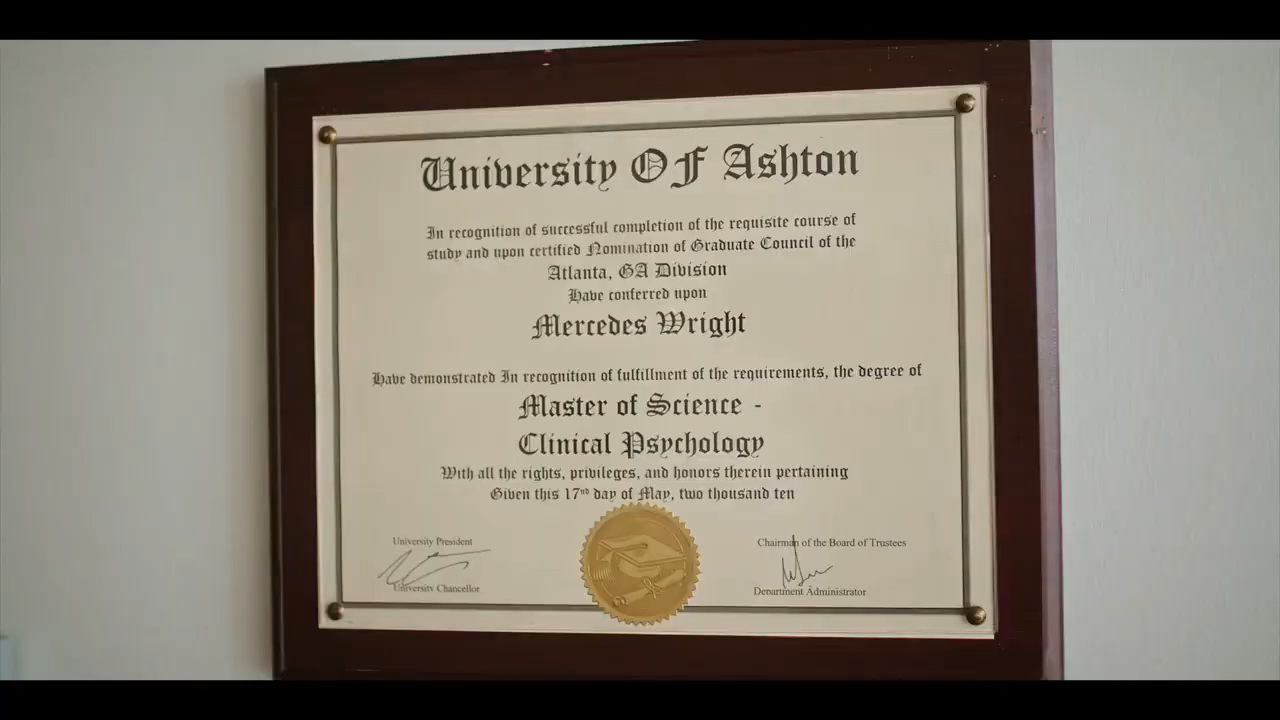 University OF Ashton
In recognition of successful completion of the requisite course of
study and upon certified Nomination of Graduate Council of the
Atlanta, GA Division
Have conferred upon
Mercedes Wright
Have demonstrated In recognition of fulfillment of the requirements, the degree of
Master of Science -
Clinical Psychology
With all the rights, privileges, and honors therein pertaining
Given this 17ⁿᵈ day of May, two thousand ten
University President
University Chancellor
Chairman of the Board of Trustees
Department Administrator